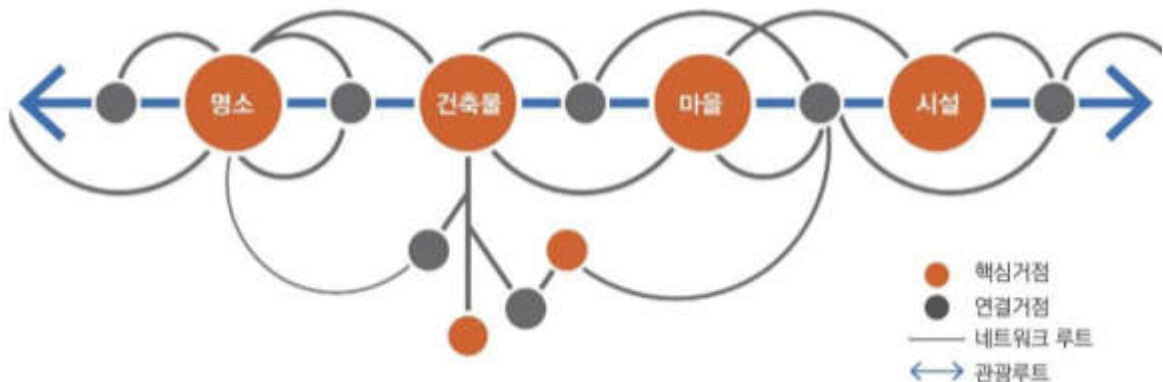 명소
건축물
마을
시설
핵심거점
연결거점
네트워크 루트
관광루트